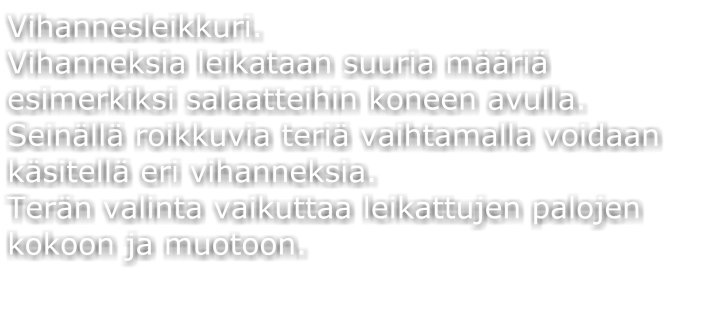 Vihannesleikkuri.
Vihanneksia leikataan suuria määriä
esimerkiksi salaatteihin koneen avulla.
Seinällä roikkuvia teriä vaihtamalla voidaan
käsitellä eri vihanneksia.
Terän valinta vaikuttaa leikattujen palojen
kokoon ja muotoon.